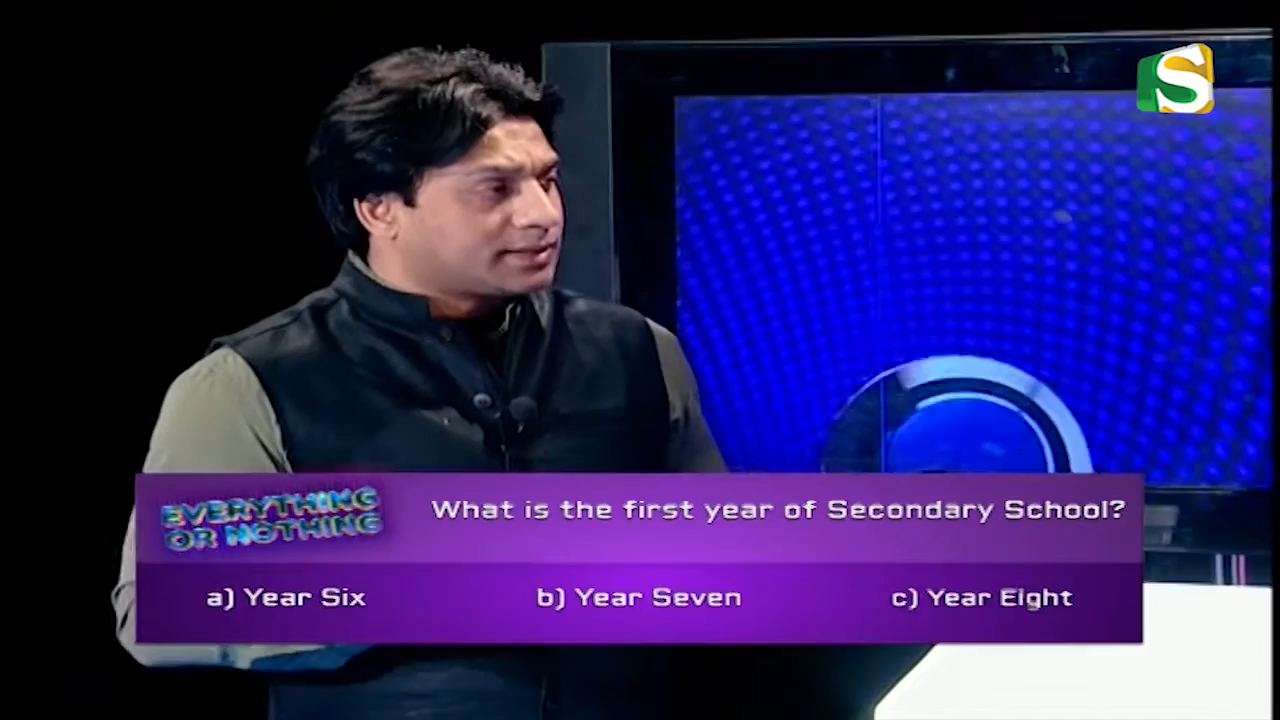 S
EVERYTHING
OR NOTHING
What is the first year of Secondary School?
a) Year Six
b) Year Seven
c) Year Eight